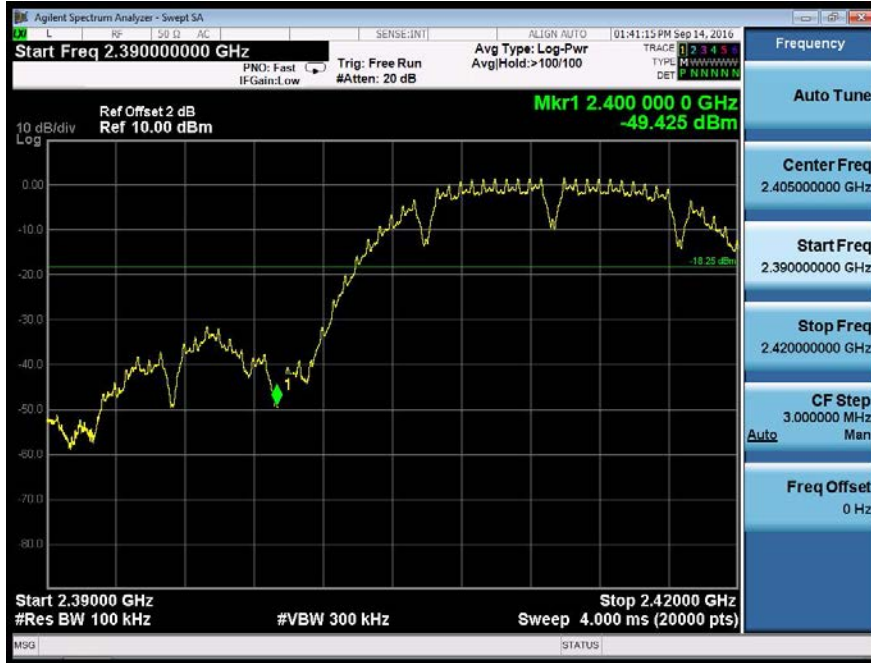 Agilent Spectrum Analyzer - Swept SA
LXI L RF 50 Ω AC SENSE:INT ALIGN AUTO 01:41:15 PM Sep 14, 2016
Start Freq 2.390000000 GHz
PNO: Fast
IFGain:Low
Trig: Free Run
#Atten: 20 dB
Avg Type: Log-Pwr
Avg|Hold:>100/100
TRACE 1 2 3 4 5 6
TYPE M WWWWW
DET P N N N N N
Mkr1 2.400 000 0 GHz
-49.425 dBm
Ref Offset 2 dB
10 dB/div Ref 10.00 dBm
Log
0.00
-10.0
-18.25 dBm
-20.0
-30.0
-40.0
1
-50.0
-60.0
-70.0
-80.0
Start 2.39000 GHz
Stop 2.42000 GHz
#Res BW 100 kHz
#VBW 300 kHz
Sweep 4.000 ms (20000 pts)
MSG
STATUS
Frequency
Auto Tune
Center Freq
2.405000000 GHz
Start Freq
2.390000000 GHz
Stop Freq
2.420000000 GHz
CF Step
3.000000 MHz
Auto Man
Freq Offset
0 Hz